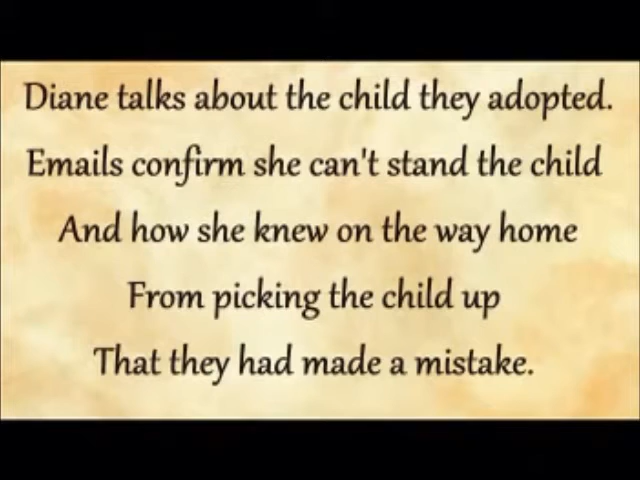 Diane talks about the child they adopted.
Emails confirm she can't stand the child
And how she knew on the way home
From picking the child up
That they had made a mistake.